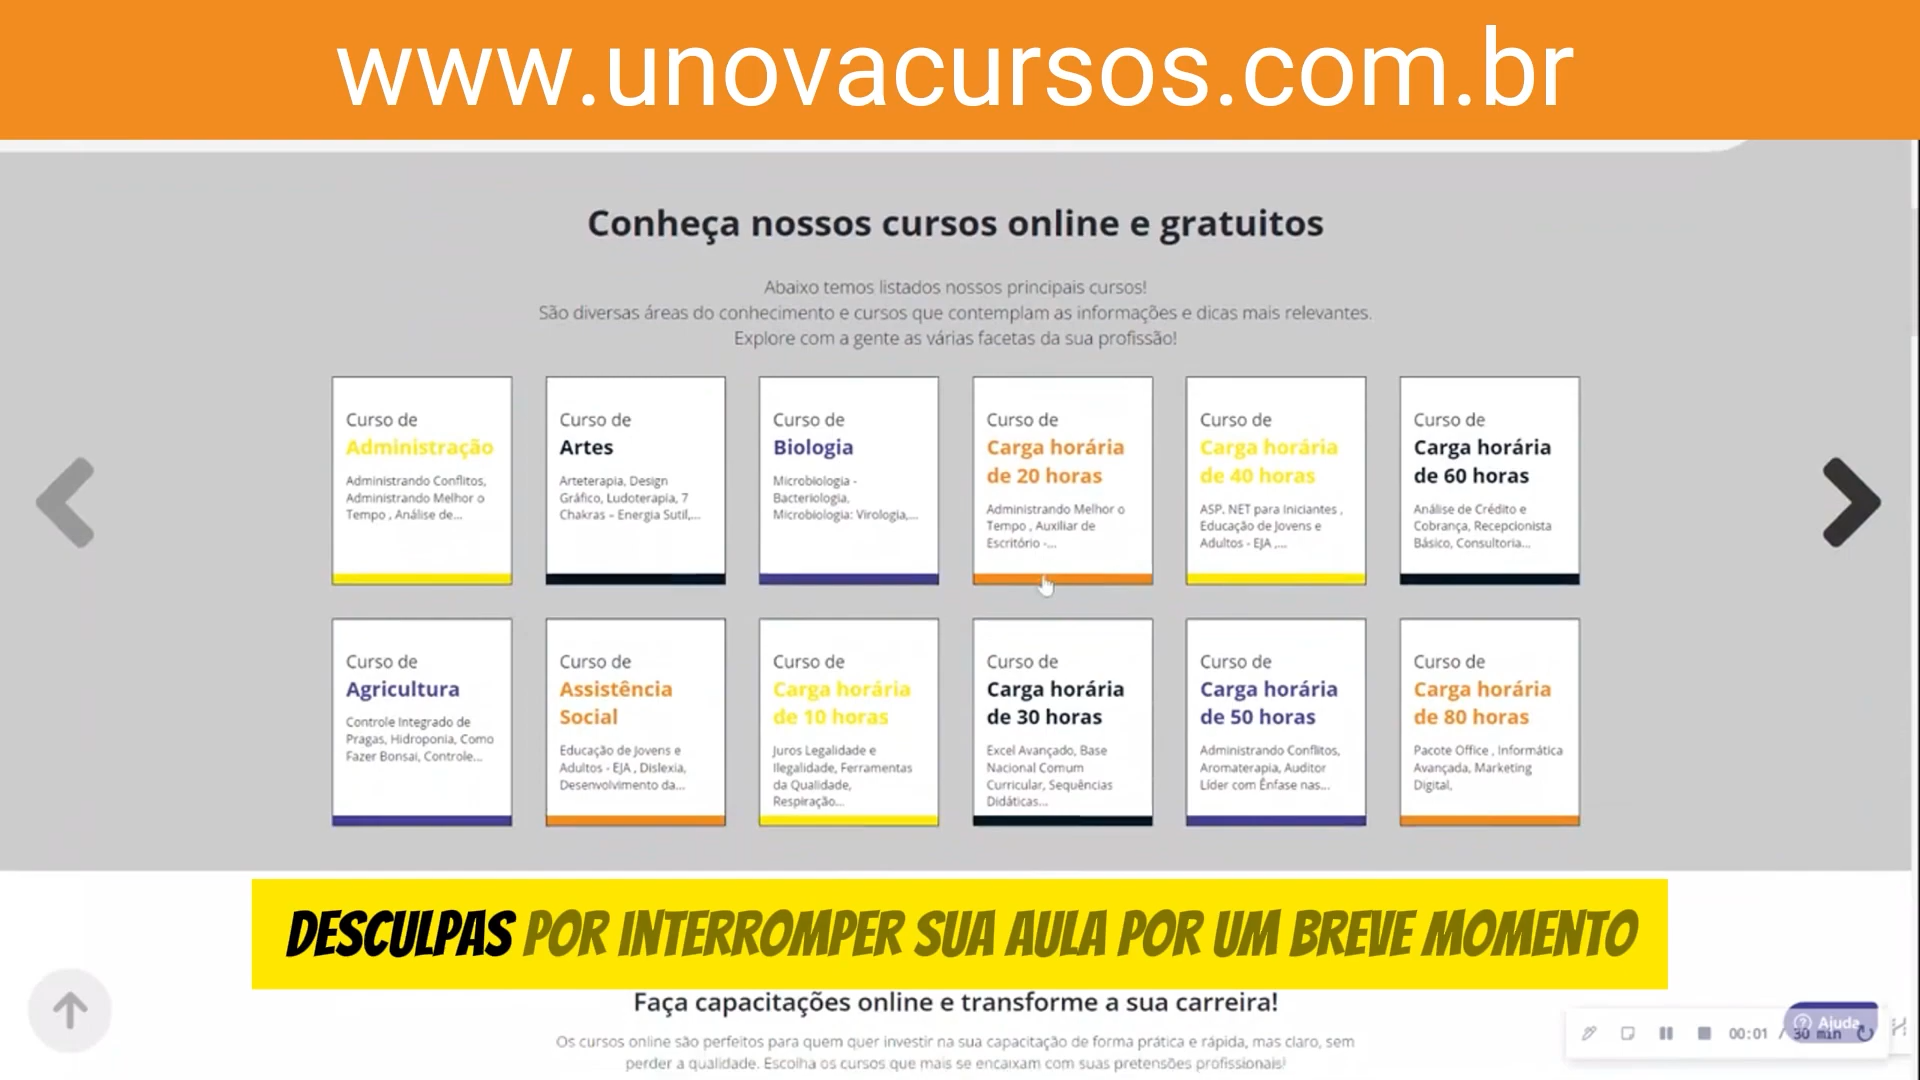 www.unovacursos.com.br
Conheça nossos cursos online e gratuitos
Abaixo temos listados nossos principais cursos!
São diversas áreas do conhecimento e cursos que contemplam as informações e dicas mais relevantes.
Explore com a gente as várias facetas da sua profissão!
Curso de
Administração
Administrando Conflitos,
Administrando Melhor o
Tempo , Análise de...
Curso de
Artes
Arteterapia, Design
Gráfico, Ludoterapia, 7
Chakras – Energia Sutil,...
Curso de
Biologia
Microbiologia -
Bacteriologia,
Microbiologia: Virologia,...
Curso de
Carga horária
de 20 horas
Administrando Melhor o
Tempo , Auxiliar de
Escritório -...
Curso de
Carga horária
de 40 horas
ASP. NET para Iniciantes ,
Educação de Jovens e
Adultos - EJA ,...
Curso de
Carga horária
de 60 horas
Análise de Crédito e
Cobrança, Recepcionista
Básico, Consultoria...
Curso de
Agricultura
Controle Integrado de
Pragas, Hidroponia, Como
Fazer Bonsai, Controle...
Curso de
Assistência
Social
Educação de Jovens e
Adultos - EJA , Dislexia,
Desenvolvimento da...
Curso de
Carga horária
de 10 horas
Juros Legalidade e
Ilegalidade, Ferramentas
da Qualidade,
Respiração...
Curso de
Carga horária
de 30 horas
Excel Avançado, Base
Nacional Comum
Curricular, Sequências
Didáticas...
Curso de
Carga horária
de 50 horas
Administrando Conflitos,
Aromaterapia, Auditor
Líder com Ênfase nas...
Curso de
Carga horária
de 80 horas
Pacote Office , Informática
Avançada, Marketing
Digital,
DESCULPAS POR INTERROMPER SUA AULA POR UM BREVE MOMENTO
Faça capacitações online e transforme a sua carreira!
Os cursos online são perfeitos para quem quer investir na sua capacitação de forma prática e rápida, mas claro, sem
perder a qualidade. Escolha os cursos que mais se encaixam com suas pretensões profissionais!
Ajuda
00:01 / 30 min